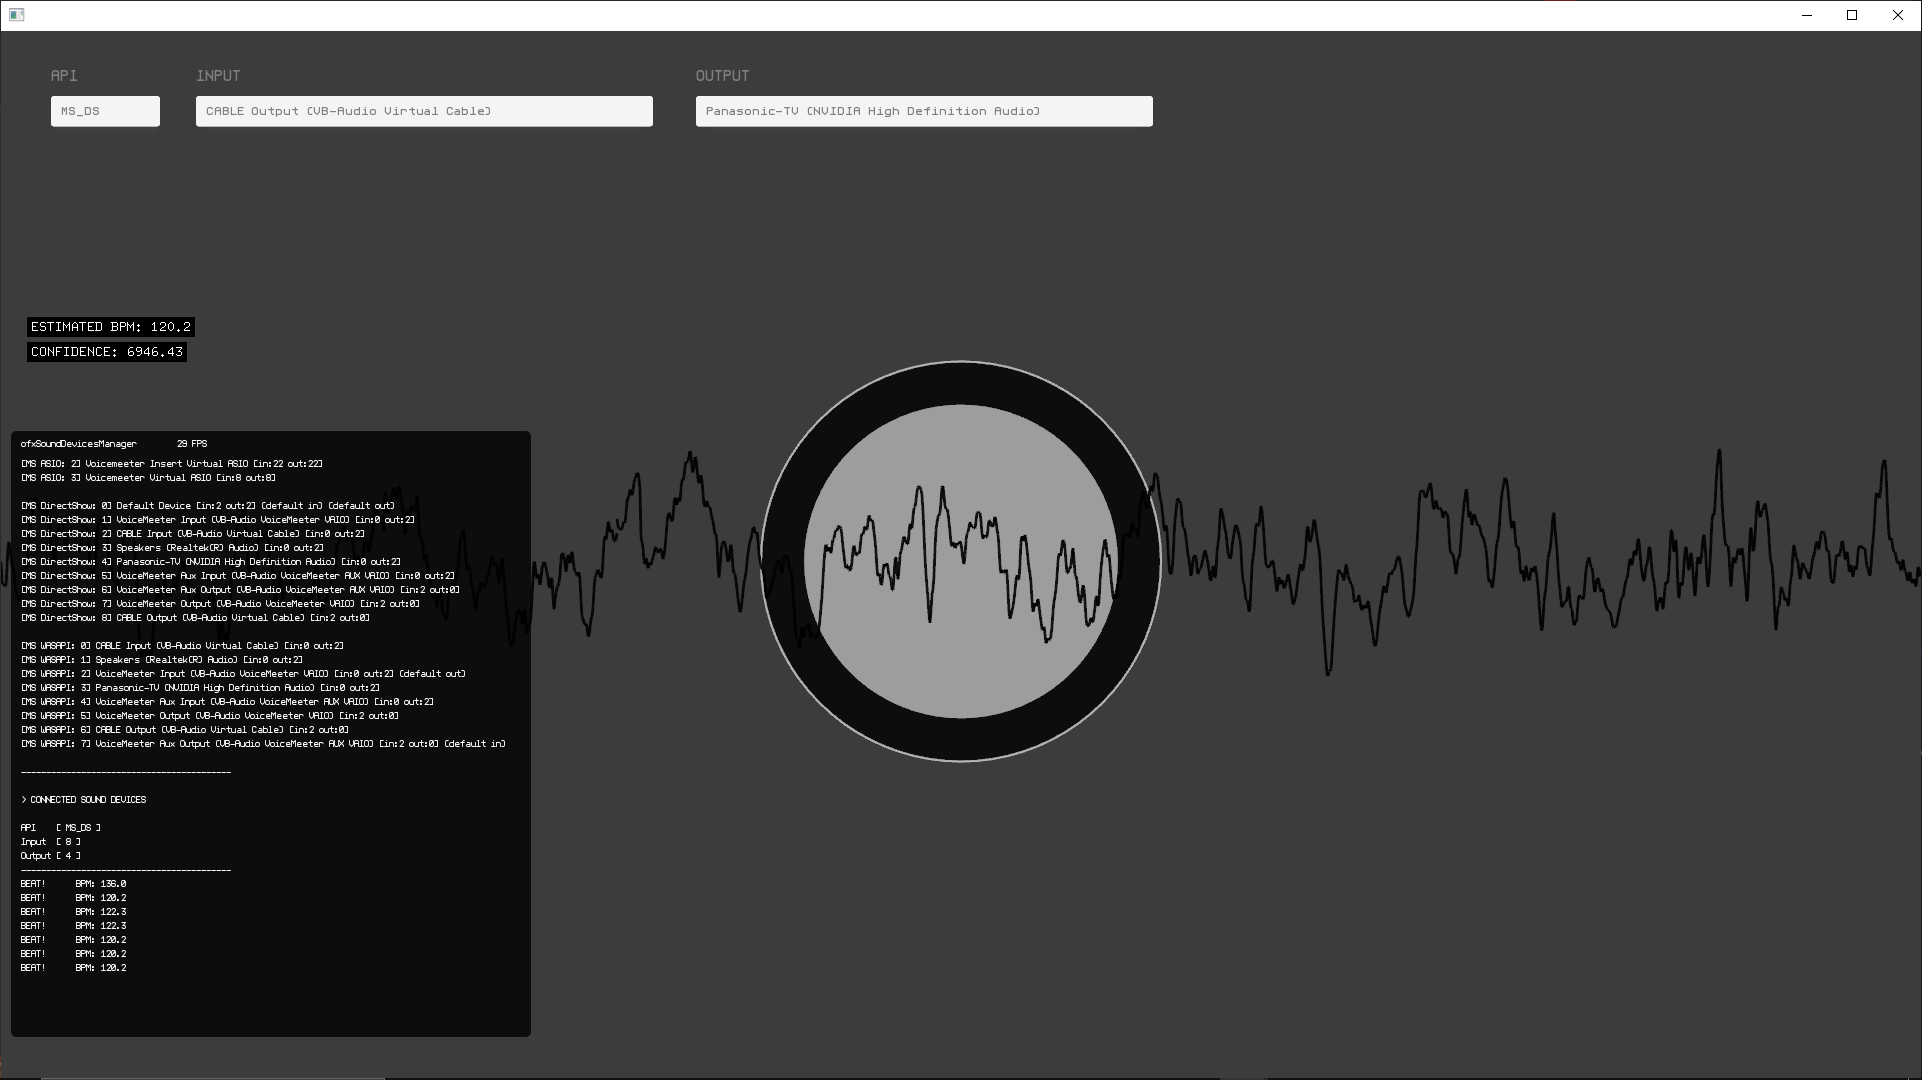 API INPUT OUTPUT
MS_DS CABLE Output (VB-Audio Virtual Cable) Panasonic-TV (NVIDIA High Definition Audio)
ESTIMATED BPM: 120.2
CONFIDENCE: 6946.43
ofxSoundDevicesManager 29 FPS
[MS ASIO: 2] Voicemeeter Insert Virtual ASIO [in:22 out:22]
[MS ASIO: 3] Voicemeeter Virtual ASIO [in:8 out:8]
[MS DirectShow: 0] Default Device [in:2 out:2] (default in) (default out)
[MS DirectShow: 1] VoiceMeeter Input (VB-Audio VoiceMeeter VAIO) [in:0 out:2]
[MS DirectShow: 2] CABLE Input (VB-Audio Virtual Cable) [in:0 out:2]
[MS DirectShow: 3] Speakers (Realtek(R) Audio) [in:0 out:2]
[MS DirectShow: 4] Panasonic-TV (NVIDIA High Definition Audio) [in:0 out:2]
[MS DirectShow: 5] VoiceMeeter Aux Input (VB-Audio VoiceMeeter AUX VAIO) [in:0 out:2]
[MS DirectShow: 6] VoiceMeeter Aux Output (VB-Audio VoiceMeeter AUX VAIO) [in:2 out:0]
[MS DirectShow: 7] VoiceMeeter Output (VB-Audio VoiceMeeter VAIO) [in:2 out:0]
[MS DirectShow: 8] CABLE Output (VB-Audio Virtual Cable) [in:2 out:0]
[MS WASAPI: 0] CABLE Input (VB-Audio Virtual Cable) [in:0 out:2]
[MS WASAPI: 1] Speakers (Realtek(R) Audio) [in:0 out:2]
[MS WASAPI: 2] VoiceMeeter Input (VB-Audio VoiceMeeter VAIO) [in:0 out:2] (default out)
[MS WASAPI: 3] Panasonic-TV (NVIDIA High Definition Audio) [in:0 out:2]
[MS WASAPI: 4] VoiceMeeter Aux Input (VB-Audio VoiceMeeter AUX VAIO) [in:0 out:2]
[MS WASAPI: 5] VoiceMeeter Output (VB-Audio VoiceMeeter VAIO) [in:2 out:0]
[MS WASAPI: 6] CABLE Output (VB-Audio Virtual Cable) [in:2 out:0]
[MS WASAPI: 7] VoiceMeeter Aux Output (VB-Audio VoiceMeeter AUX VAIO) [in:2 out:0] (default in)
------------------------------------------
> CONNECTED SOUND DEVICES
API [ MS_DS ]
Input [ 8 ]
Output [ 4 ]
------------------------------------------
BEAT! BPM: 136.0
BEAT! BPM: 120.2
BEAT! BPM: 122.3
BEAT! BPM: 122.3
BEAT! BPM: 120.2
BEAT! BPM: 120.2
BEAT! BPM: 120.2